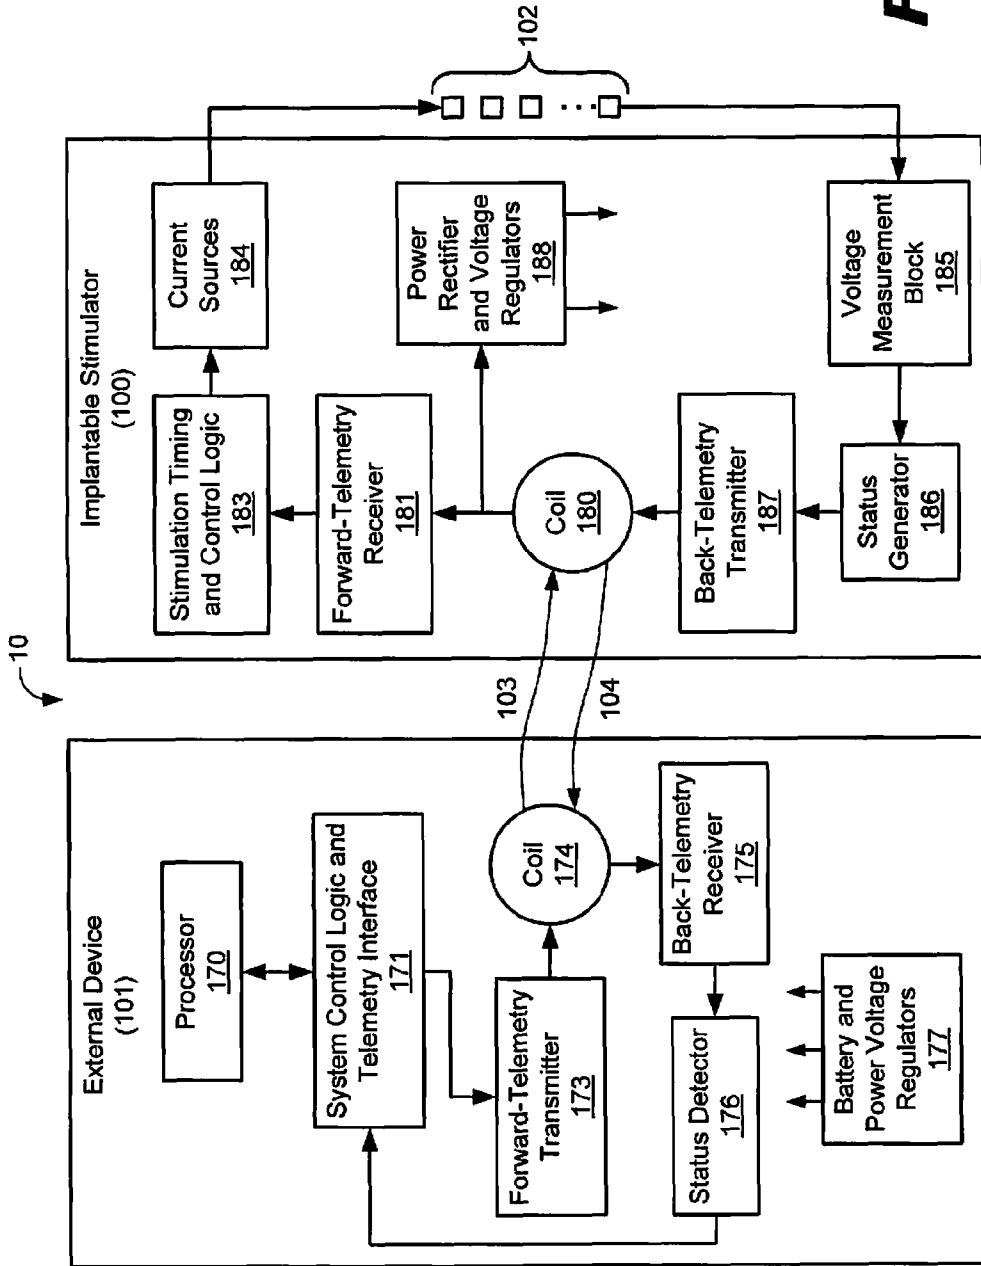 10
External Device
(101)
Processor
170
System Control Logic and
Telemetry Interface
171
Forward-Telemetry
Transmitter
173
Coil
174
Back-Telemetry
Receiver
175
Status Detector
176
Battery and
Power Voltage
Regulators
177
103
104
Implantable Stimulator
(100)
Stimulation Timing
and Control Logic
183
Current
Sources
184
Forward-Telemetry
Receiver
181
Power
Rectifier
and Voltage
Regulators
188
Coil
180
Back-Telemetry
Transmitter
187
Status
Generator
186
Voltage
Measurement
Block
185
102
F